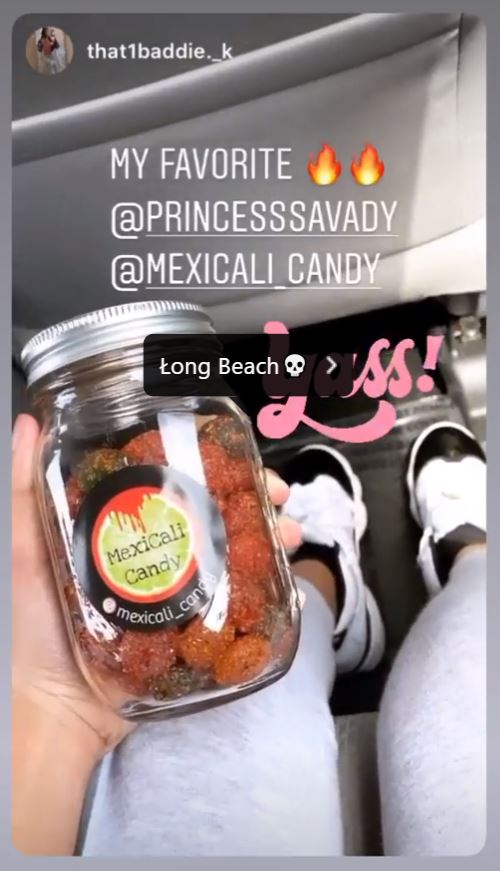 that1baddie._k
MY FAVORITE 🔥🔥
@PRINCESSSAVADY
@MEXICALI_CANDY
Łong Beach💀 >
yass!
MexiCali
Candy
mexicali_candy